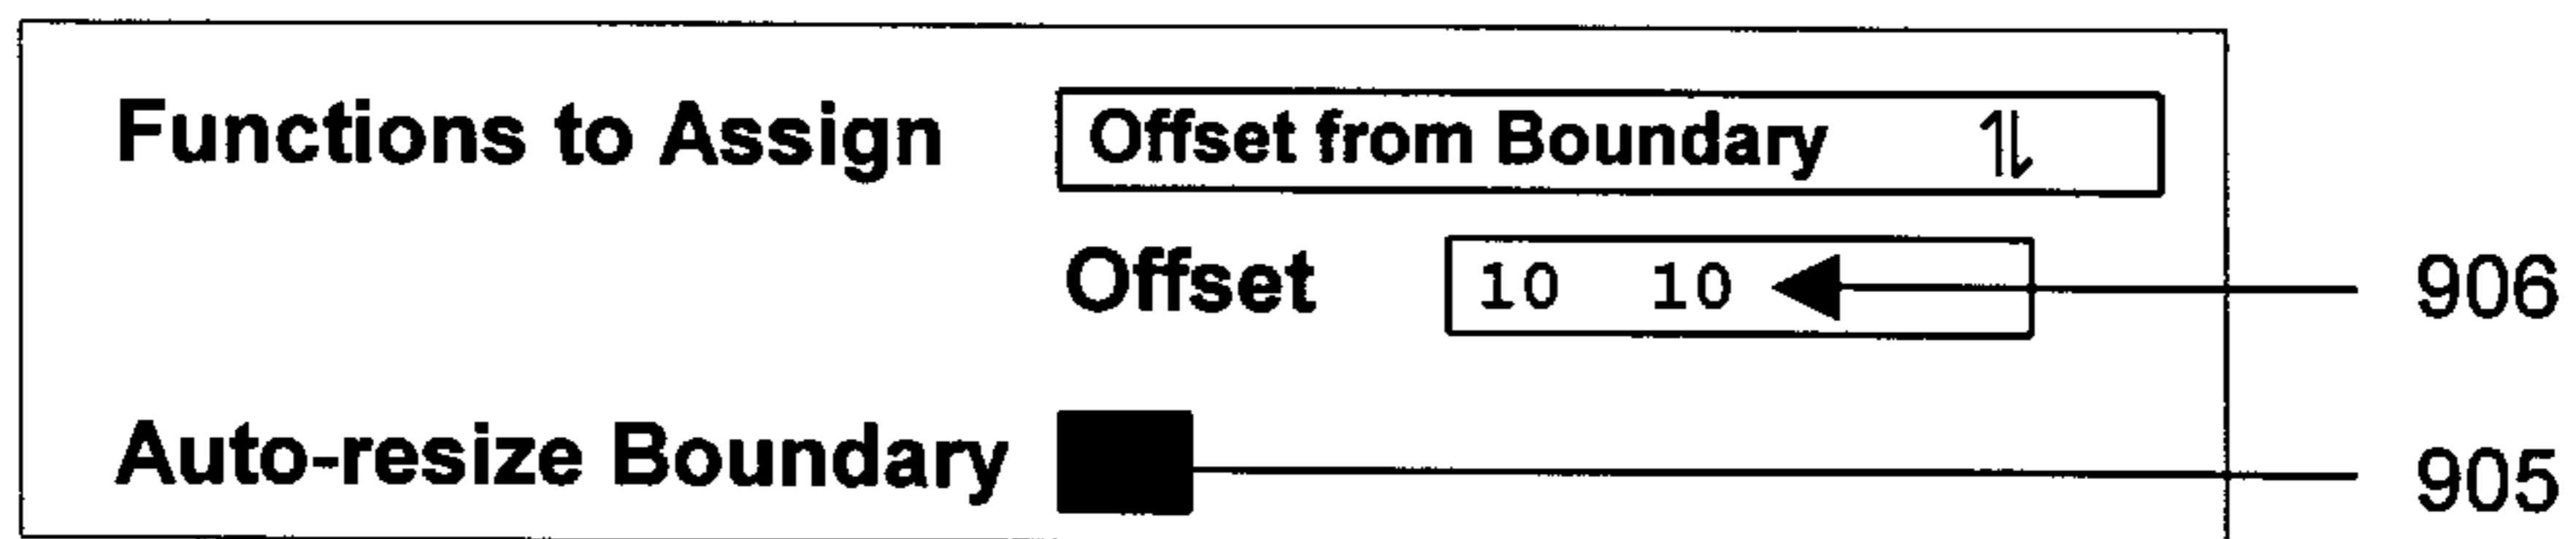 Functions to Assign Offset from Boundary
Offset 10 10 906
Auto-resize Boundary 905